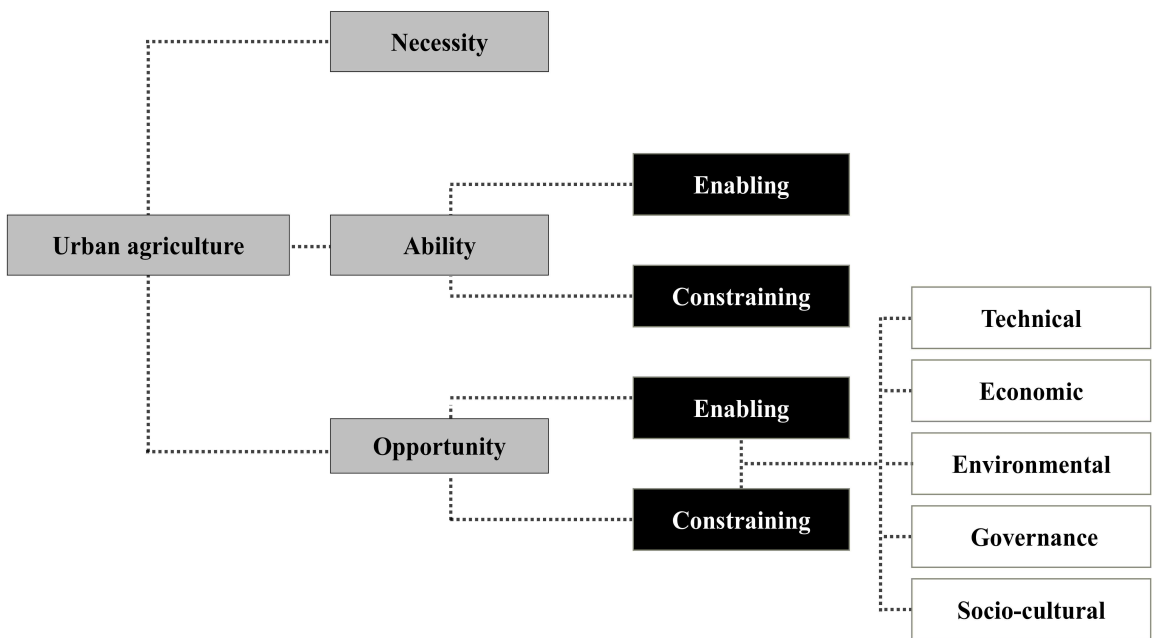 Necessity
Enabling
Urban agriculture
Ability
Constraining
Technical
Economic
Enabling
Opportunity
Environmental
Constraining
Governance
Socio-cultural